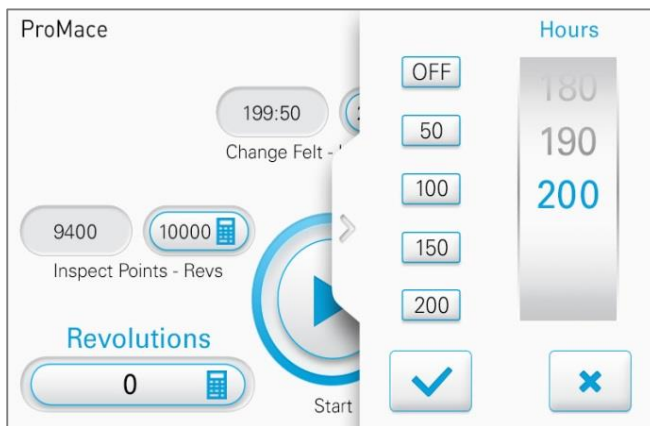 ProMace
Hours
OFF
50
100
150
200
180
190
200
199:50
Change Felt -
9400
10000
Inspect Points - Revs
Revolutions
0
Start